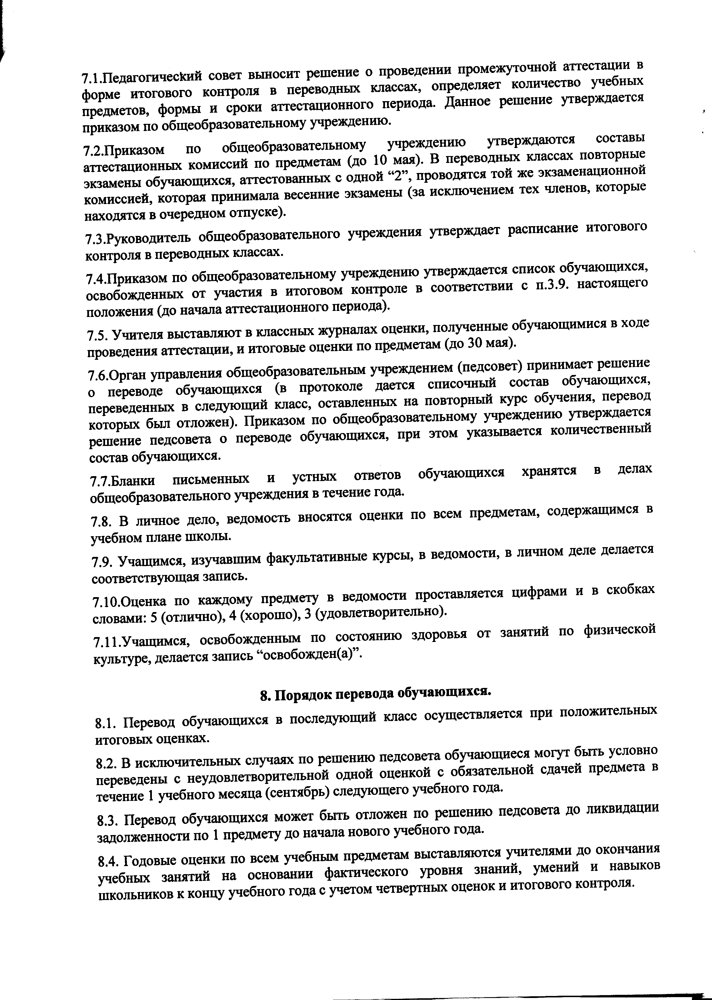 7.1.Педагогический совет выносит решение о проведении промежуточной аттестации в
форме итогового контроля в переводных классах, определяет количество учебных
предметов, формы и сроки аттестационного периода. Данное решение утверждается
приказом по общеобразовательному учреждению.
7.2.Приказом по общеобразовательному учреждению утверждаются составы
аттестационных комиссий по предметам (до 10 мая). В переводных классах повторные
экзамены обучающихся, аттестованных с одной “2”, проводятся той же экзаменационной
комиссией, которая принимала весенние экзамены (за исключением тех членов, которые
находятся в очередном отпуске).
7.3.Руководитель общеобразовательного учреждения утверждает расписание итогового
контроля в переводных классах.
7.4.Приказом по общеобразовательному учреждению утверждается список обучающихся,
освобожденных от участия в итоговом контроле в соответствии с п.3.9. настоящего
положения (до начала аттестационного периода).
7.5. Учителя выставляют в классных журналах оценки, полученные обучающимися в ходе
проведения аттестации, и итоговые оценки по предметам (до 30 мая).
7.6.Орган управления общеобразовательным учреждением (педсовет) принимает решение
о переводе обучающихся (в протоколе дается списочный состав обучающихся,
переведенных в следующий класс, оставленных на повторный курс обучения, перевод
которых был отложен). Приказом по общеобразовательному учреждению утверждается
решение педсовета о переводе обучающихся, при этом указывается количественный
состав обучающихся.
7.7.Бланки письменных и устных ответов обучающихся хранятся в делах
общеобразовательного учреждения в течение года.
7.8. В личное дело, ведомость вносятся оценки по всем предметам, содержащимся в
учебном плане школы.
7.9. Учащимся, изучавшим факультативные курсы, в ведомости, в личном деле делается
соответствующая запись.
7.10.Оценка по каждому предмету в ведомости проставляется цифрами и в скобках
словами: 5 (отлично), 4 (хорошо), 3 (удовлетворительно).
7.11.Учащимся, освобожденным по состоянию здоровья от занятий по физической
культуре, делается запись “освобожден(а)”.
8. Порядок перевода обучающихся.
8.1. Перевод обучающихся в последующий класс осуществляется при положительных
итоговых оценках.
8.2. В исключительных случаях по решению педсовета обучающиеся могут быть условно
переведены с неудовлетворительной одной оценкой с обязательной сдачей предмета в
течение 1 учебного месяца (сентябрь) следующего учебного года.
8.3. Перевод обучающихся может быть отложен по решению педсовета до ликвидации
задолженности по 1 предмету до начала нового учебного года.
8.4. Годовые оценки по всем учебным предметам выставляются учителями до окончания
учебных занятий на основании фактического уровня знаний, умений и навыков
школьников к концу учебного года с учетом четвертных оценок и итогового контроля.